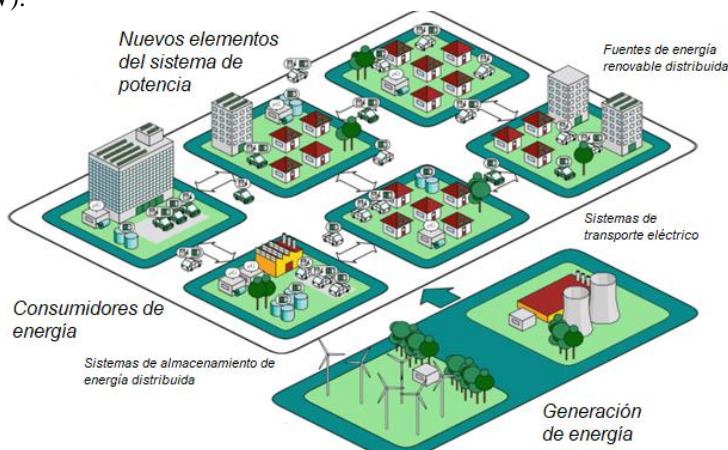 V).
Nuevos elementos
del sistema de
potencia
Fuentes de energía
renovable distribuida
Sistemas de
transporte eléctrico
Consumidores de
energía
Sistemas de almacenamiento de
energía distribuida
Generación
de energía